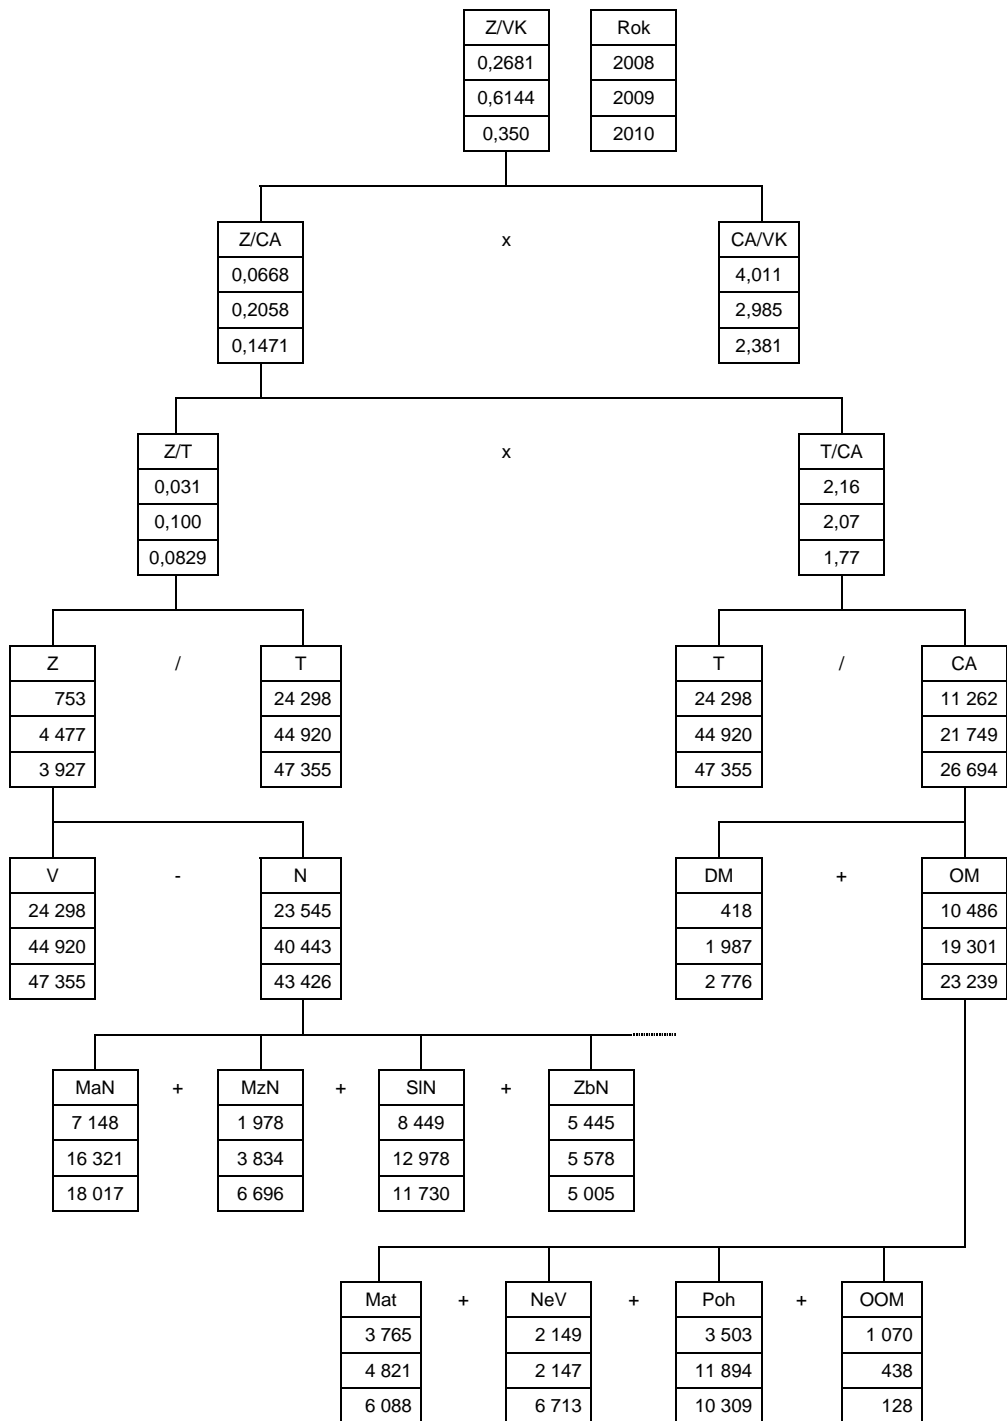 Z/VK Rok
0,2681 2008
0,6144 2009
0,350 2010
Z/CA x CA/VK
0,0668 4,011
0,2058 2,985
0,1471 2,381
Z/T x T/CA
0,031 2,16
0,100 2,07
0,0829 1,77
Z / T T / CA
753 24 298 24 298 11 262
4 477 44 920 44 920 21 749
3 927 47 355 47 355 26 694
V - N DM + OM
24 298 23 545 418 10 486
44 920 40 443 1 987 19 301
47 355 43 426 2 776 23 239
MaN + MzN + SlN + ZbN
7 148 1 978 8 449 5 445
16 321 3 834 12 978 5 578
18 017 6 696 11 730 5 005
Mat + NeV + Poh + OOM
3 765 2 149 3 503 1 070
4 821 2 147 11 894 438
6 088 6 713 10 309 128